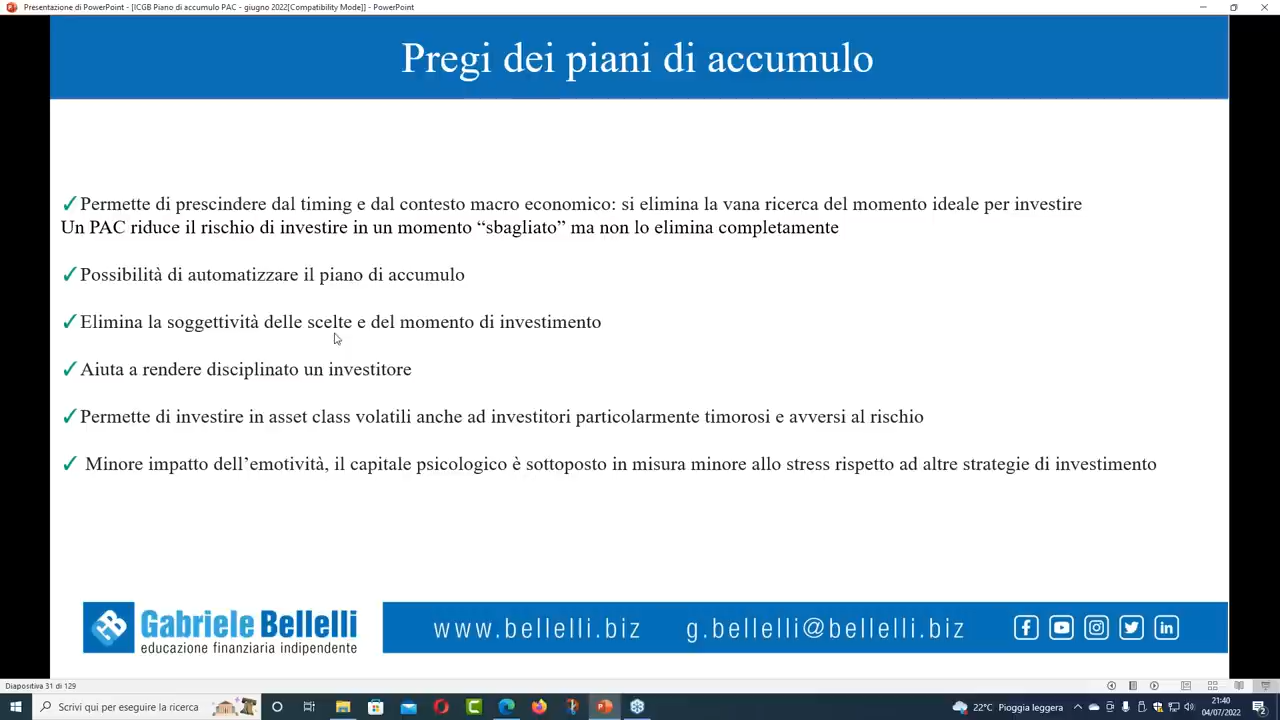 Presentazione di PowerPoint - [ICGB Piano di accumulo PAC - giugno 2022[Compatibility Mode]] - PowerPoint
Pregi dei piani di accumulo
✓Permette di prescindere dal timing e dal contesto macro economico: si elimina la vana ricerca del momento ideale per investire
Un PAC riduce il rischio di investire in un momento “sbagliato” ma non lo elimina completamente
✓Possibilità di automatizzare il piano di accumulo
✓Elimina la soggettività delle scelte e del momento di investimento
✓Aiuta a rendere disciplinato un investitore
✓Permette di investire in asset class volatili anche ad investitori particolarmente timorosi e avversi al rischio
✓ Minore impatto dell’emotività, il capitale psicologico è sottoposto in misura minore allo stress rispetto ad altre strategie di investimento
Gabriele Bellelli
educazione finanziaria indipendente
www.bellelli.biz g.bellelli@bellelli.biz
Diapositiva 31 di 129
Scrivi qui per eseguire la ricerca
22°C Pioggia leggera
21:40
04/07/2022
2